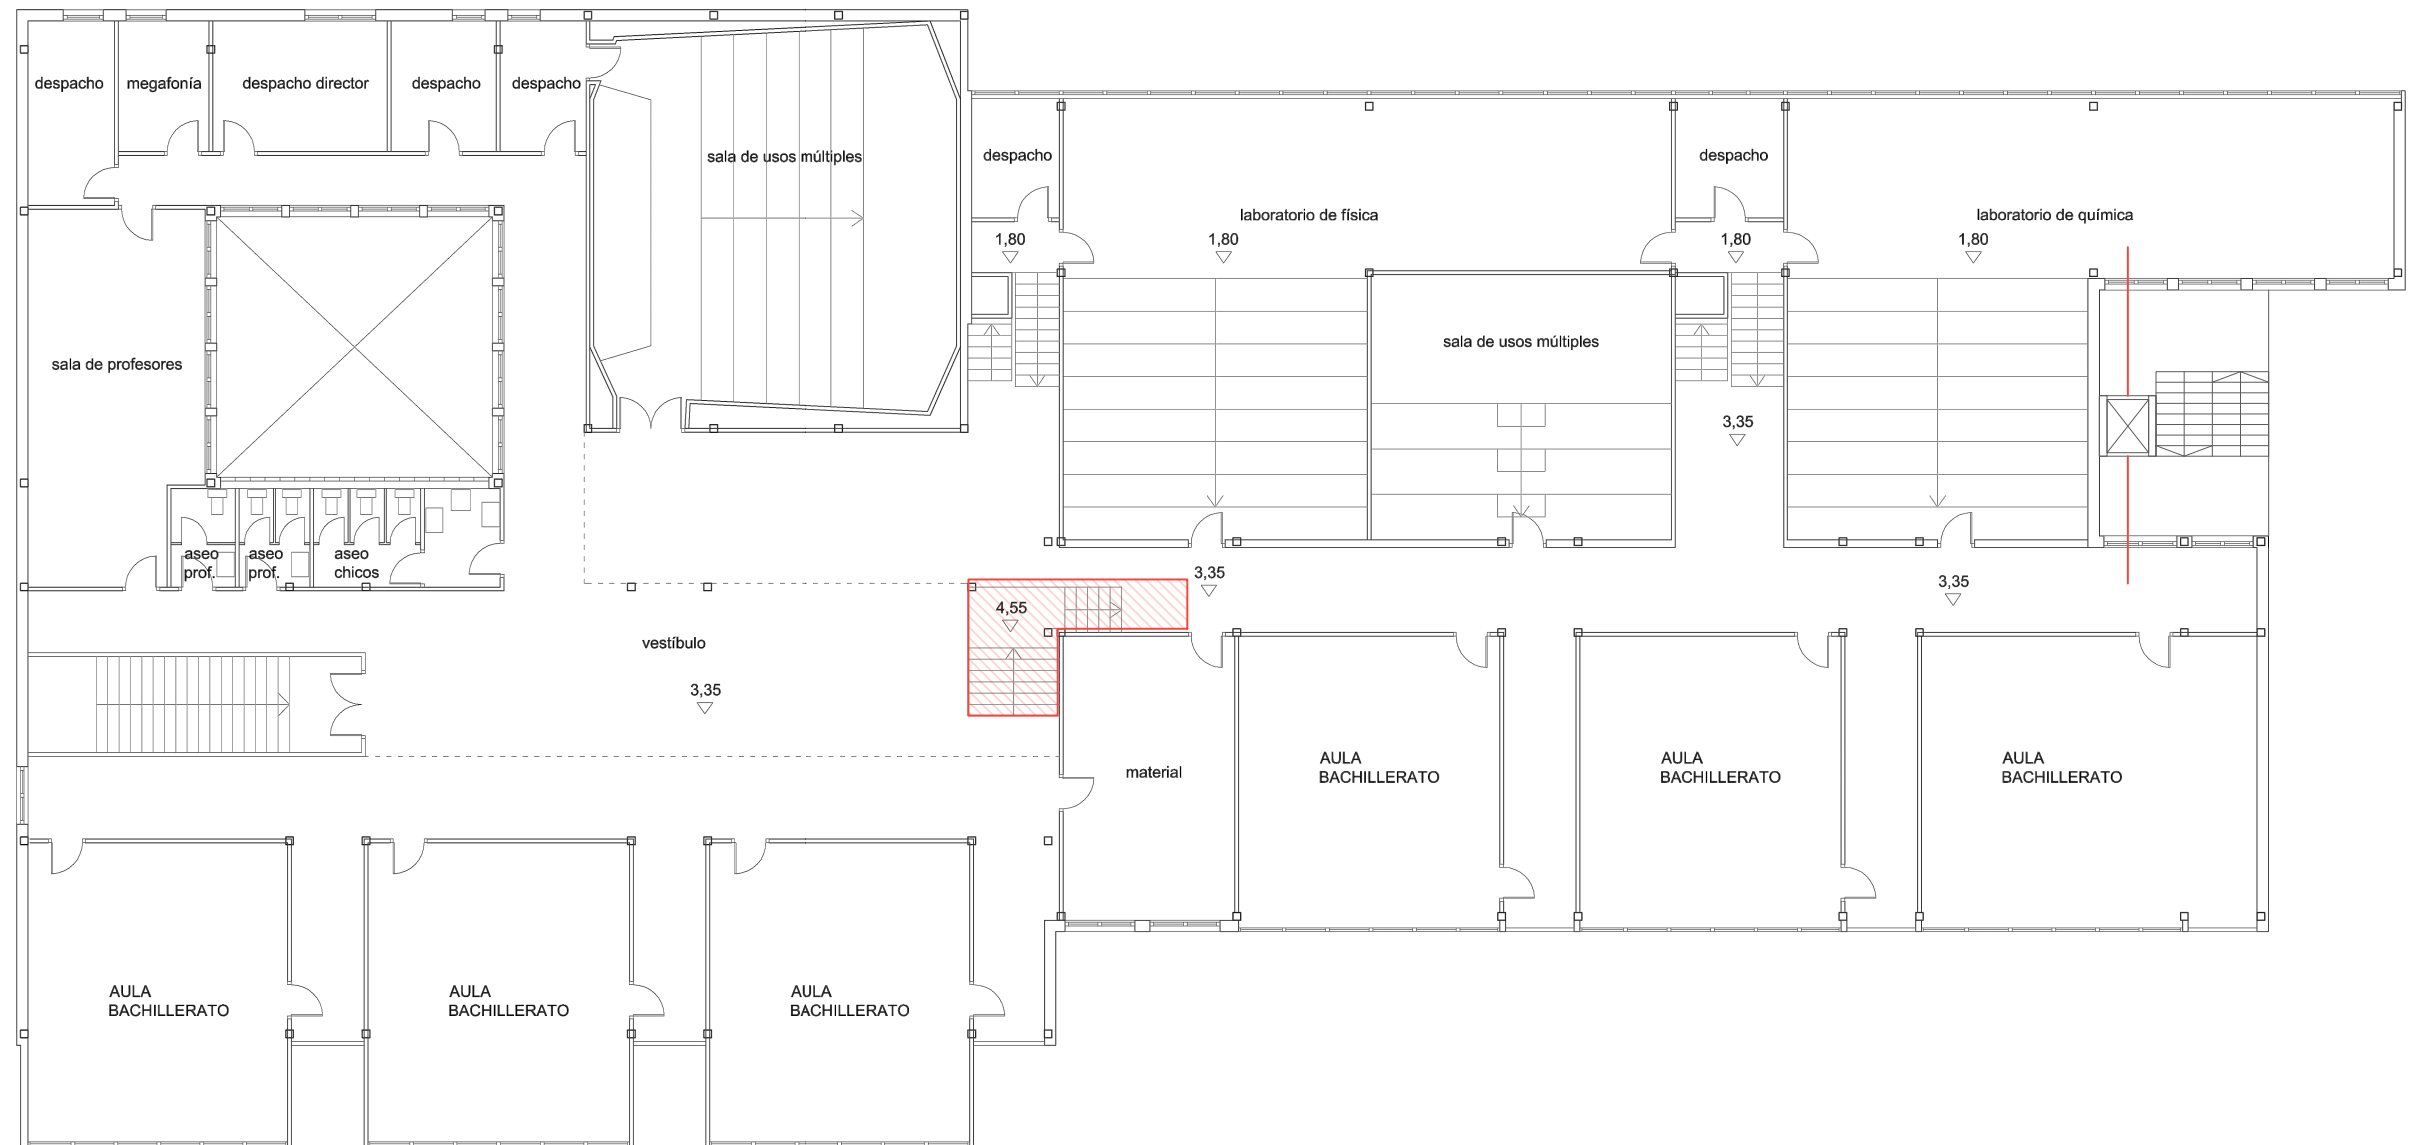 despacho
megafonía
despacho director
despacho
despacho
sala de usos múltiples
despacho
despacho
laboratorio de física
laboratorio de química
1,80
1,80
1,80
1,80
sala de usos múltiples
sala de profesores
3,35
aseo
prof.
aseo
prof.
aseo
chicos
3,35
3,35
4,55
vestíbulo
3,35
material
AULA
BACHILLERATO
AULA
BACHILLERATO
AULA
BACHILLERATO
AULA
BACHILLERATO
AULA
BACHILLERATO
AULA
BACHILLERATO